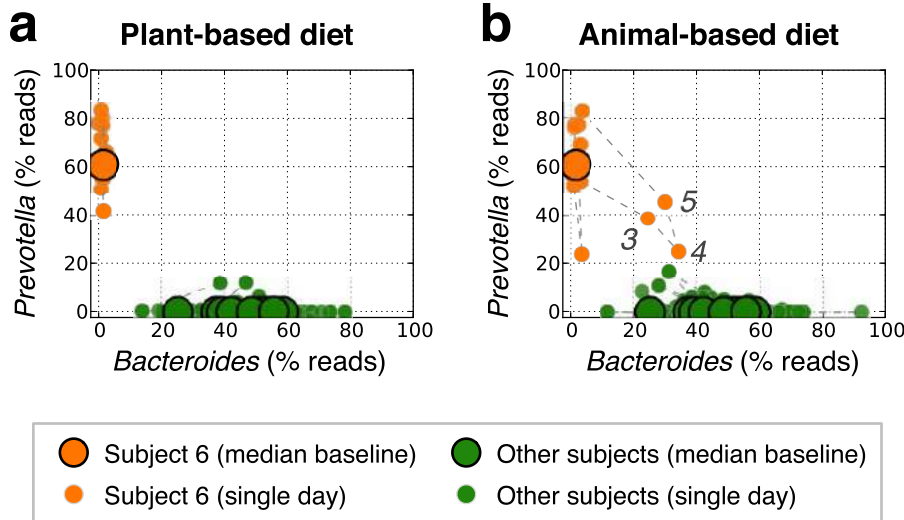 a Plant-based diet
100
80
60
40
20
0
0 20 40 60 80 100
Prevotella (% reads)
Bacteroides (% reads)
b Animal-based diet
100
80
60
40
20
0
0 20 40 60 80 100
Prevotella (% reads)
Bacteroides (% reads)
5
3
4
Subject 6 (median baseline)
Other subjects (median baseline)
Subject 6 (single day)
Other subjects (single day)